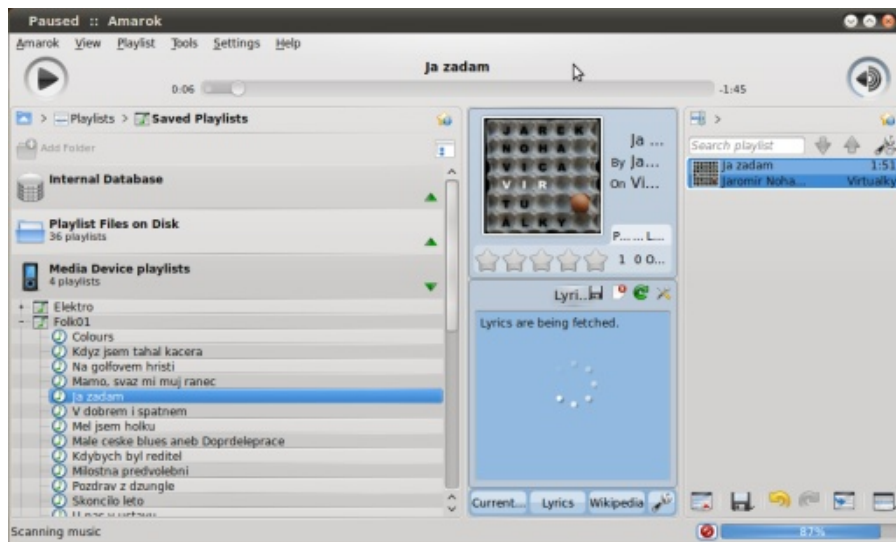 Paused :: Amarok
Amarok View Playlist Tools Settings Help
Ja zadam
0:06
-1:45
> Playlists > Saved Playlists
Add Folder
Internal Database
Playlist Files on Disk
36 playlists
Media Device playlists
4 playlists
Elektro
Folk01
Colours
Kdyz jsem tahal kacera
Na golfovem hristi
Mamo, svaz mi muj ranec
Ja zadam
V dobrem i spatnem
Mel jsem holku
Male ceske blues aneb Doprdeleprace
Kdybych byl reditel
Milostna predvolebni
Pozdrav z dzungle
Skoncilo leto
U nas v ustavu
JAREK
NOHA
VICA
VIR
TU
ALKY
Ja ...
By Ja...
On Vi...
P... ... L...
1 0 0...
Lyri...
Lyrics are being fetched.
Current... Lyrics Wikipedia
>
Search playlist
Ja zadam 1:51
Jaromir Noha... Virtualky
Scanning music
87%